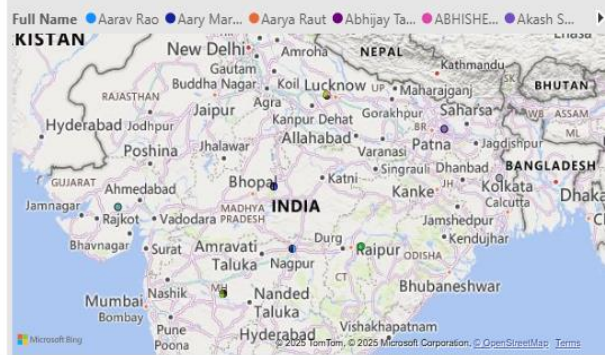 Full Name Aarav Rao Aary Mar... Aarya Raut Abhijay Ta... ABHISHE... Akash S...
KISTAN
New Delhi
Amroha
NEPAL
Kathmandu
Lhasa
SK
BHUTAN
Gautam
Buddha Nagar
Koil
Lucknow
UP
Maharajganj
RAJASTHAN
Jaipur
Agra
Kanpur Dehat
Gorakhpur
Saharsa
WB
ASSAM
Hyderabad
Jodhpur
Allahabad
BR
Patna
Jagdishpur
ML
Poshina
Jhalawar
Varanasi
Singrauli
Dhanbad
BANGLADESH
GUJARAT
Ahmedabad
Bhopal
Katni
Kanke
JH
Kolkata
Calcutta
Dhaka
Jamnagar
Rajkot
Vadodara
MADHYA
PRADESH
INDIA
Jamshedpur
Bhavnagar
Surat
Amravati
Taluka
Nagpur
Durg
Raipur
ODISHA
Kendujhar
CT
Bhubaneshwar
Nashik
MH
Nanded
Taluka
Mumbai
Bombay
Pune
Poona
Hyderabad
Vishakhapatnam
Microsoft Bing
© 2025 TomTom, © 2025 Microsoft Corporation, © OpenStreetMap Terms